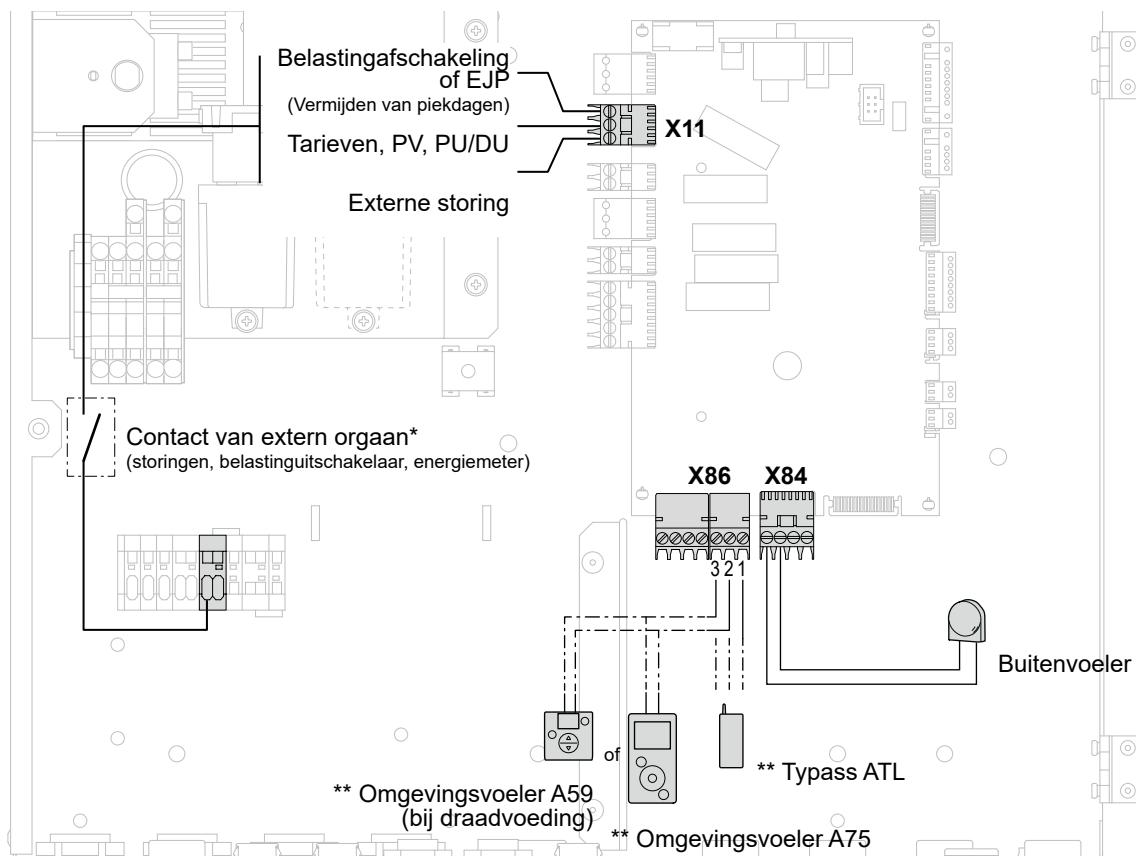 Belastingafschakeling
of EJP
(Vermijden van piekdagen)
X11
Tarieven, PV, PU/DU
Externe storing
Contact van extern orgaan*
(storingen, belastinguitschakelaar, energiemeter)
X86
X84
3 2 1
Buitenvoeler
of
** Typass ATL
** Omgevingsvoeler A59
(bij draadvoeding)
** Omgevingsvoeler A75